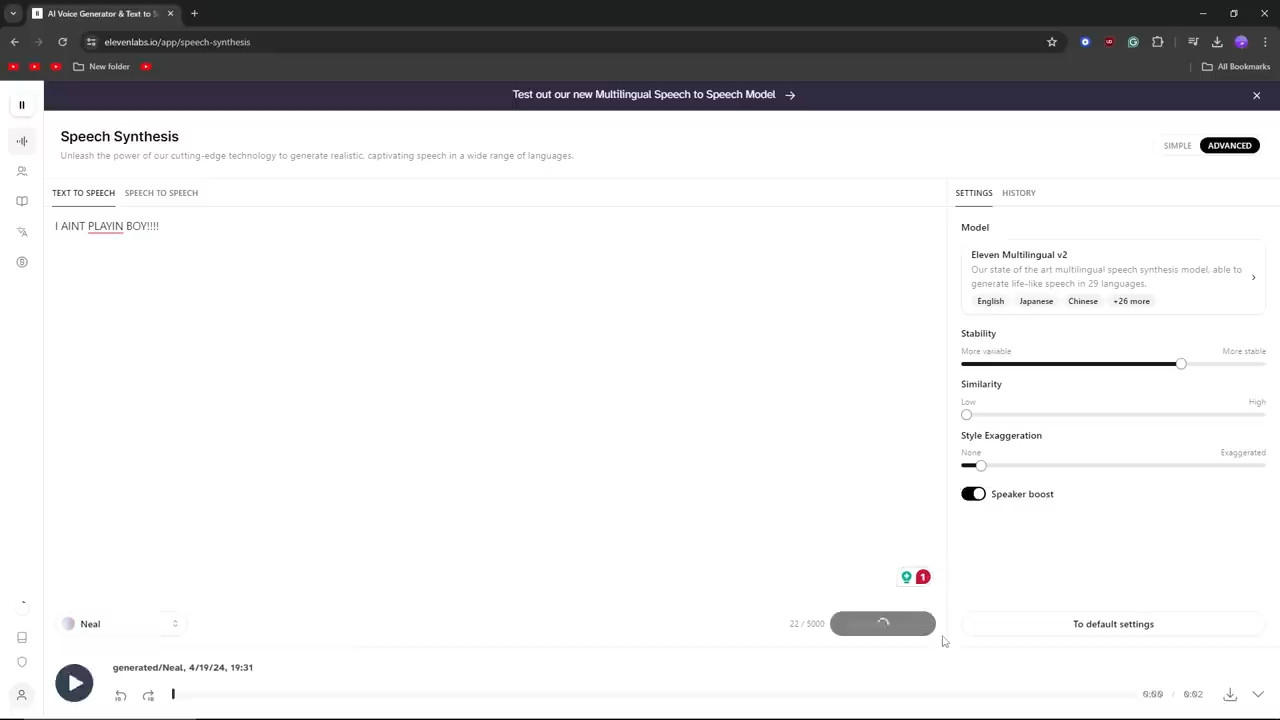 AI Voice Generator & Text to S
elevenlabs.io/app/speech-synthesis
New folder
All Bookmarks
Test out our new Multilingual Speech to Speech Model →
Speech Synthesis
Unleash the power of our cutting-edge technology to generate realistic, captivating speech in a wide range of languages.
SIMPLE ADVANCED
TEXT TO SPEECH SPEECH TO SPEECH
SETTINGS HISTORY
I AINT PLAYIN BOY!!!!
Model
Eleven Multilingual v2
Our state of the art multilingual speech synthesis model, able to
generate life-like speech in 29 languages.
English Japanese Chinese +26 more
Stability
More variable More stable
Similarity
Low High
Style Exaggeration
None Exaggerated
Speaker boost
1
Neal
22 / 5000
To default settings
generated/Neal, 4/19/24, 19:31
10 10
0:00 / 0:02